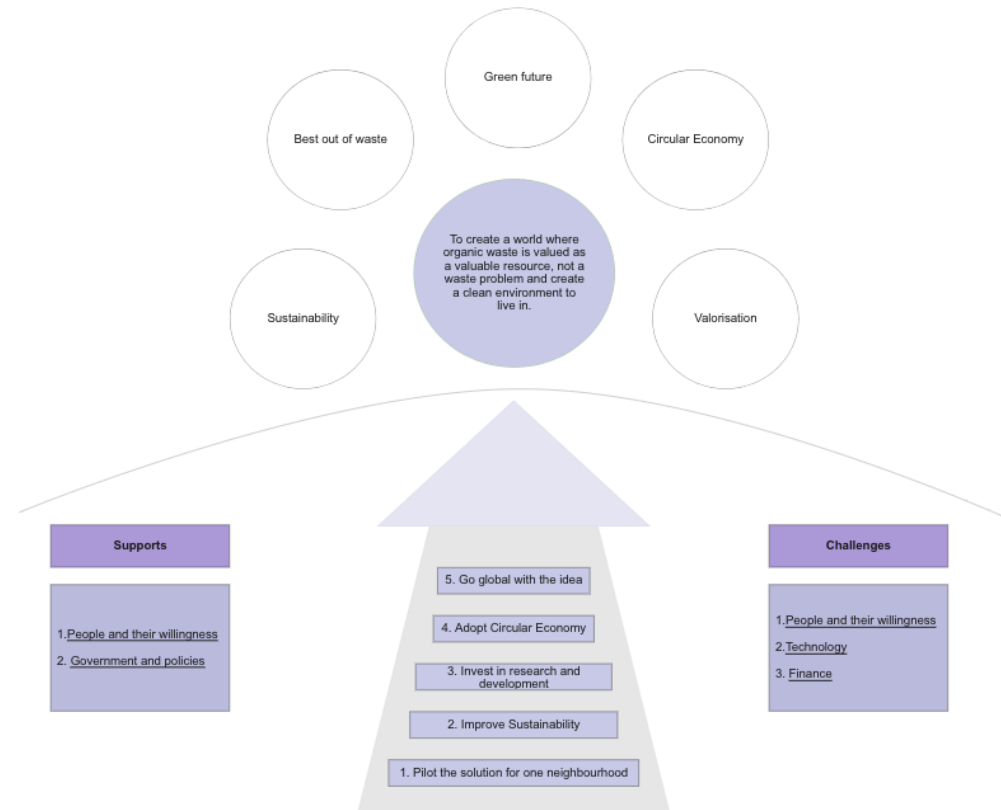 Green future
Best out of waste
Circular Economy
To create a world where
organic waste is valued as
a valuable resource, not a
waste problem and create
a clean environment to
live in.
Sustainability
Valorisation
Supports
1.People and their willingness
2. Government and policies
5. Go global with the idea
4. Adopt Circular Economy
3. Invest in research and
development
2. Improve Sustainability
1. Pilot the solution for one neighbourhood
Challenges
1.People and their willingness
2.Technology
3. Finance